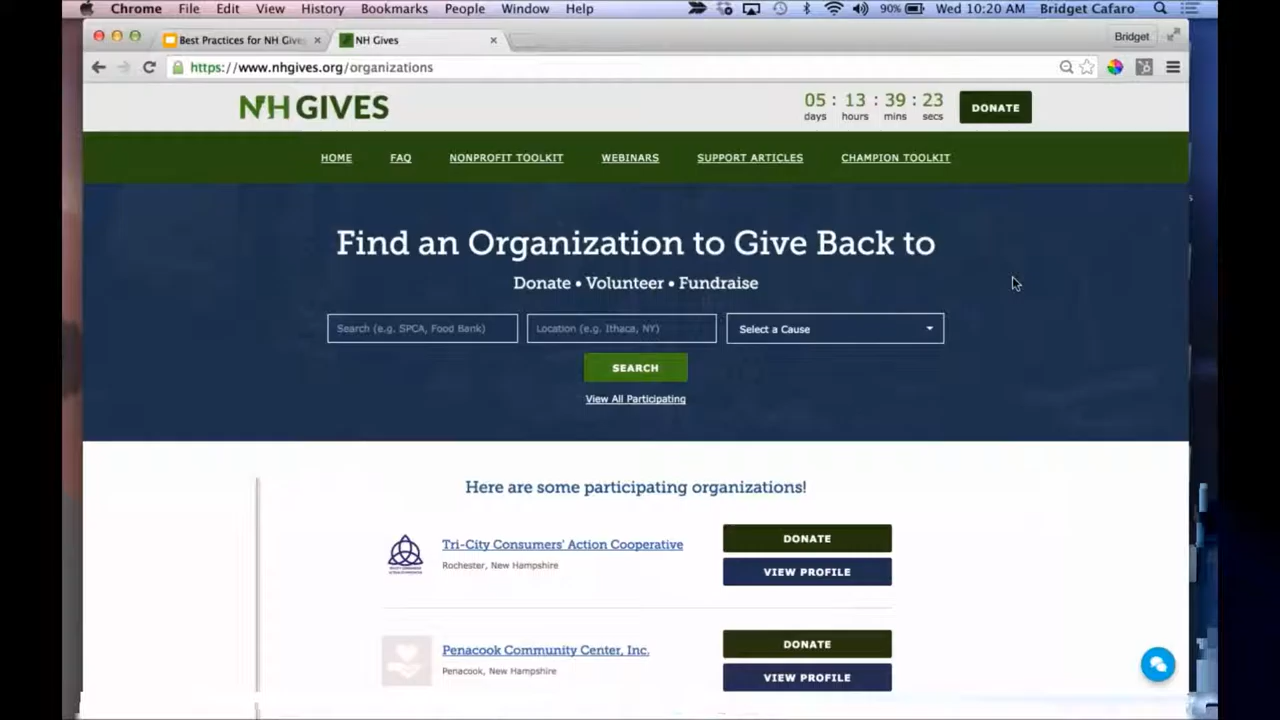 Chrome File Edit View History Bookmarks People Window Help 90% Wed 10:20 AM Bridget Cafaro
Best Practices for NH Give × NH Gives × Bridget
https://www.nhgives.org/organizations
NH GIVES
05 : 13 : 39 : 23
days hours mins secs
DONATE
HOME FAQ NONPROFIT TOOLKIT WEBINARS SUPPORT ARTICLES CHAMPION TOOLKIT
Find an Organization to Give Back to
Donate • Volunteer • Fundraise
Search (e.g. SPCA, Food Bank) Location (e.g. Ithaca, NY) Select a Cause
SEARCH
View All Participating
Here are some participating organizations!
Tri-City Consumers' Action Cooperative
Rochester, New Hampshire
DONATE
VIEW PROFILE
Penacook Community Center, Inc.
Penacook, New Hampshire
DONATE
VIEW PROFILE